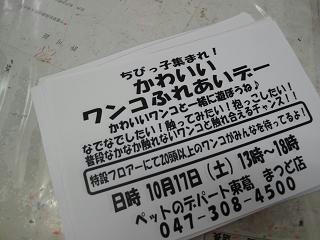 ちびっ子集まれ!
かわいい
ワンコふれあいデー
かわいいワンコと一緒に遊ぼうね♪
なでなでしたい!触ってみたい!抱っこしたい!
普段なかなか触れないワンコと触れ合えるチャンス!!
特設フロアーにて20頭以上のワンコがみんなを待ってるよ!
日時 10月17日(土)13時~18時
ペットのデパート東葛 まつど店
047-308-4500